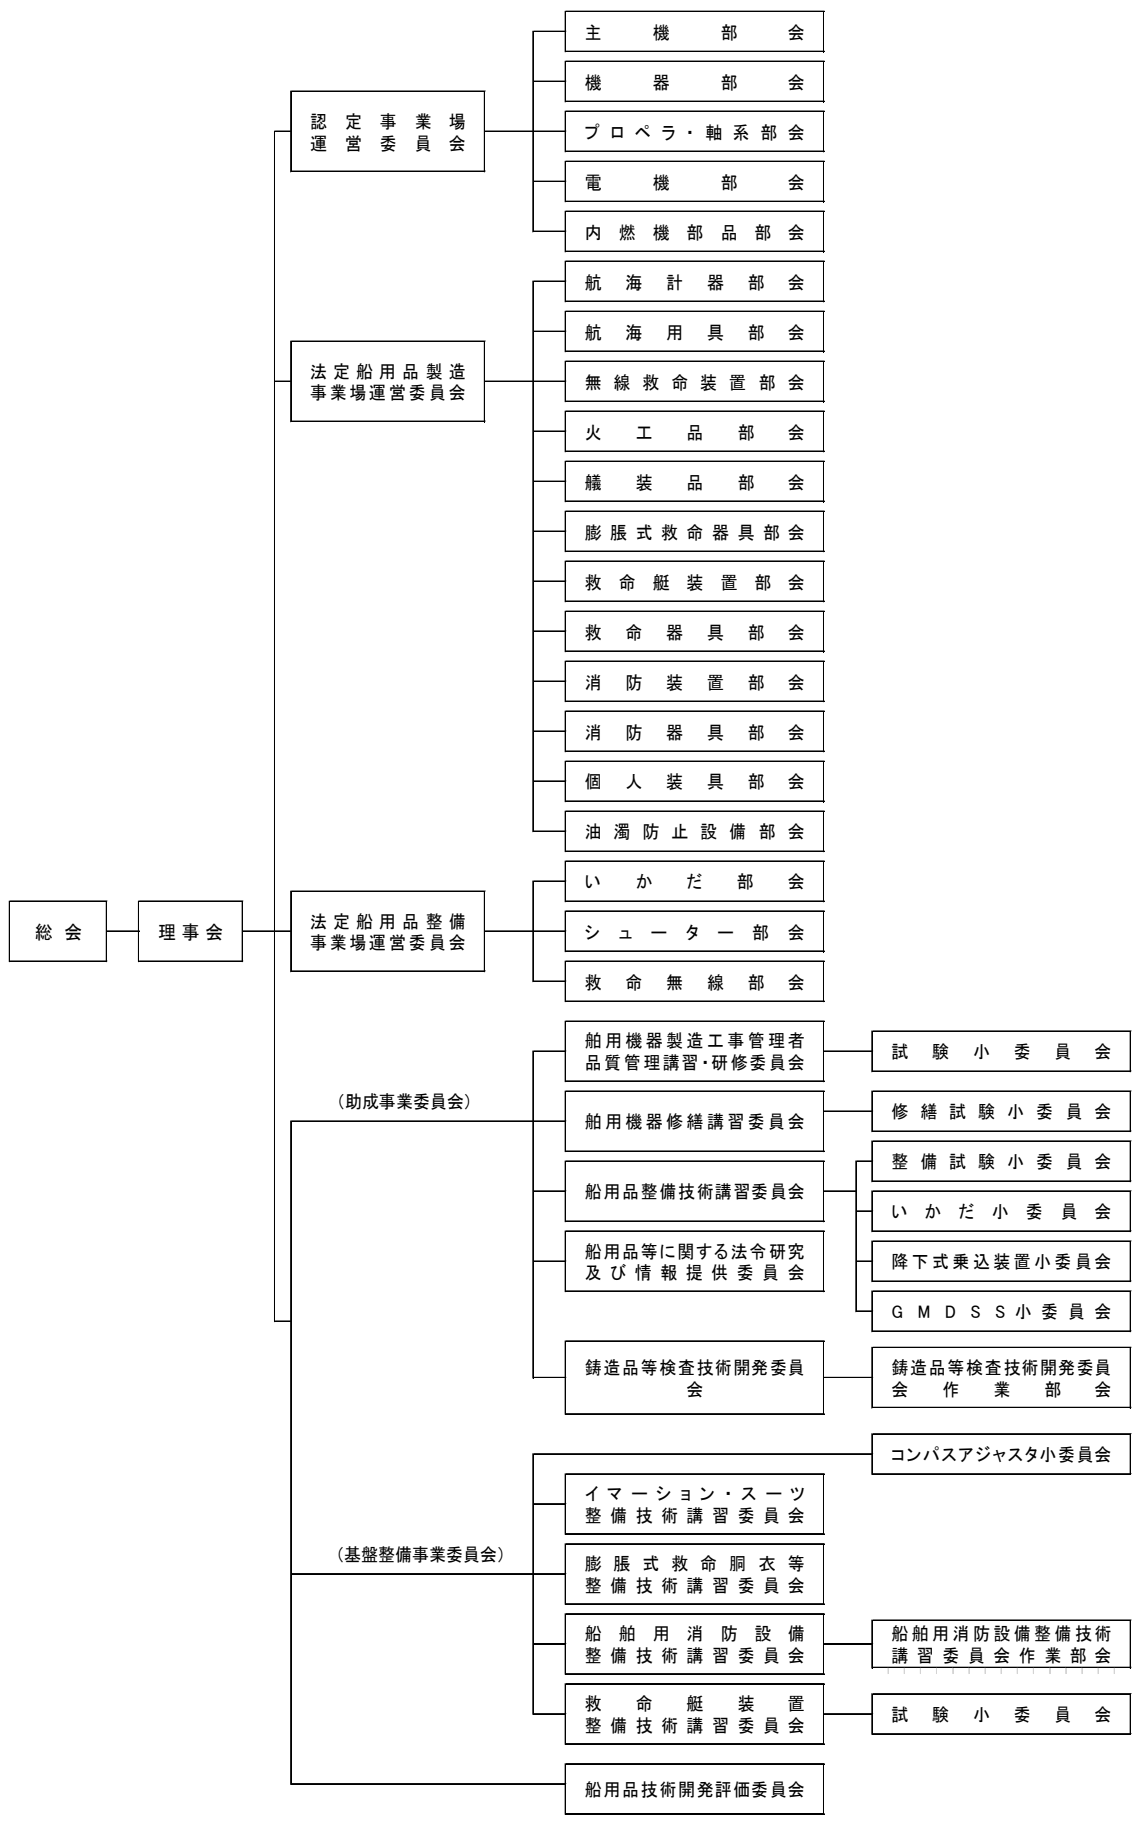 総会
理事会
認定事業場
運営委員会
主機部会
機器部会
プロペラ・軸系部会
電機部会
内燃機部品部会
法定船用品製造
事業場運営委員会
航海計器部会
航海用具部会
無線救命装置部会
火工品部会
艤装品部会
膨脹式救命器具部会
救命艇装置部会
救命器具部会
消防装置部会
消防器具部会
個人装具部会
油濁防止設備部会
法定船用品整備
事業場運営委員会
いかだ部会
シューター部会
救命無線部会
（助成事業委員会）
舶用機器製造工事管理者
品質管理講習・研修委員会
試験小委員会
舶用機器修繕講習委員会
修繕試験小委員会
船用品整備技術講習委員会
整備試験小委員会
いかだ小委員会
降下式乗込装置小委員会
ＧＭＤＳＳ小委員会
船用品等に関する法令研究
及び情報提供委員会
鋳造品等検査技術開発委員
会
鋳造品等検査技術開発委員
会作業部会
（基盤整備事業委員会）
コンパスアジャスタ小委員会
イマーション・スーツ
整備技術講習委員会
膨脹式救命胴衣等
整備技術講習委員会
船舶用消防設備
整備技術講習委員会
船舶用消防設備整備技術
講習委員会作業部会
救命艇装置
整備技術講習委員会
試験小委員会
船用品技術開発評価委員会